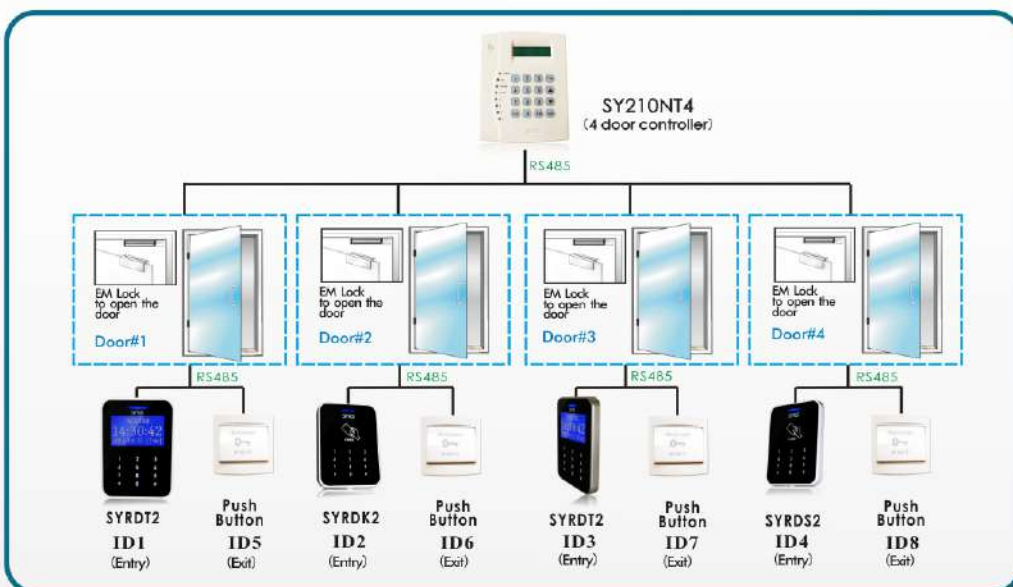 SY210NT4
(4 door controller)
RS485
EM Lock
to open the
door
Door#1
EM Lock
to open the
door
Door#2
EM Lock
to open the
door
Door#3
EM Lock
to open the
door
Door#4
RS485
RS485
RS485
RS485
14:30:42
SYRDT2
ID1
(Entry)
Push
Button
ID5
(Exit)
SYRDK2
ID2
(Entry)
Push
Button
ID6
(Exit)
SYRDT2
ID3
(Entry)
Push
Button
ID7
(Exit)
SYRDS2
ID4
(Entry)
Push
Button
ID8
(Exit)